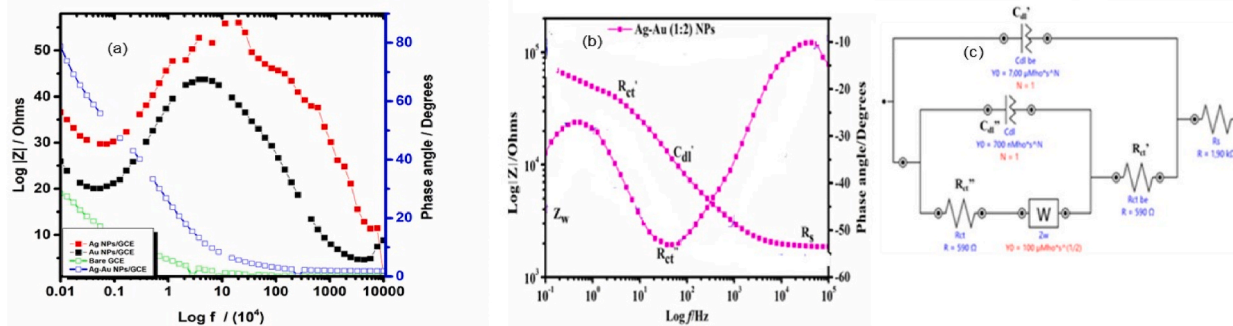 (a)
Log |Z|/ Ohms
50
40
30
20
10
80
70
60
50
40
30
20
10
0
Phase angle / Degrees
Ag NPs/GCE
Au NPs/GCE
Bare GCE
Ag-Au NPs/GCE
0.01 0.1 1 10 100 1000 10000
Log f / (10⁴)
(b)
Ag-Au (1:2) NPs
Log|Z|/Ohms
10⁵
10⁴
10³
0
-10
-20
-30
-40
-50
-60
Phase angle/Degrees
Rct'
Cdl'
Zw
Rct''
Rs
10⁻¹ 10⁰ 10¹ 10² 10³ 10⁴ 10⁵
Log f/Hz
(c)
Cdl'
Cdl be
Y0 = 7,00 µMho*s^N
N = 1
Cdl''
Cdl
Y0 = 700 nMho*s^N
N = 1
Rs
R = 1,90 kΩ
Rct'
Rct be
R = 590 Ω
Rct''
Rct
R = 590 Ω
W
Zw
Y0 = 100 µMho*s^(1/2)